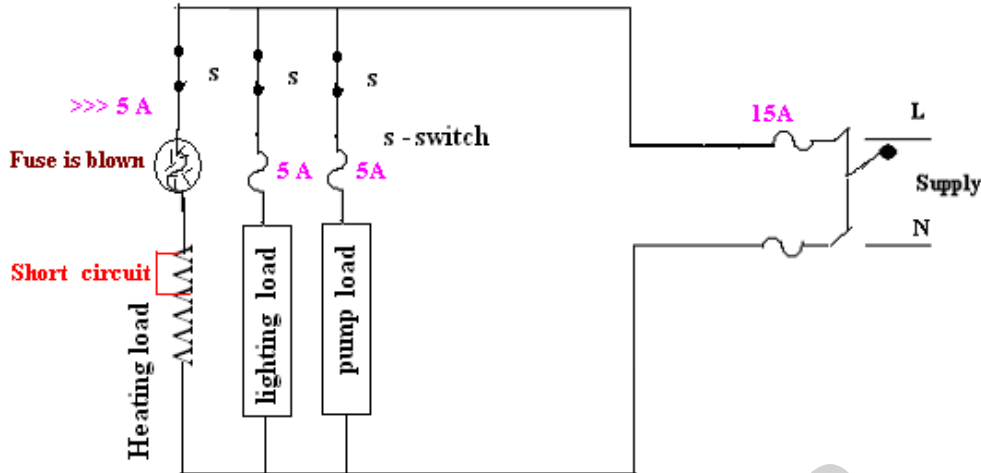 s s s
>>> 5 A
15A L
s - switch
Fuse is blown
5 A 5A
Supply
N
Short circuit
Heating load
lighting load
pump load